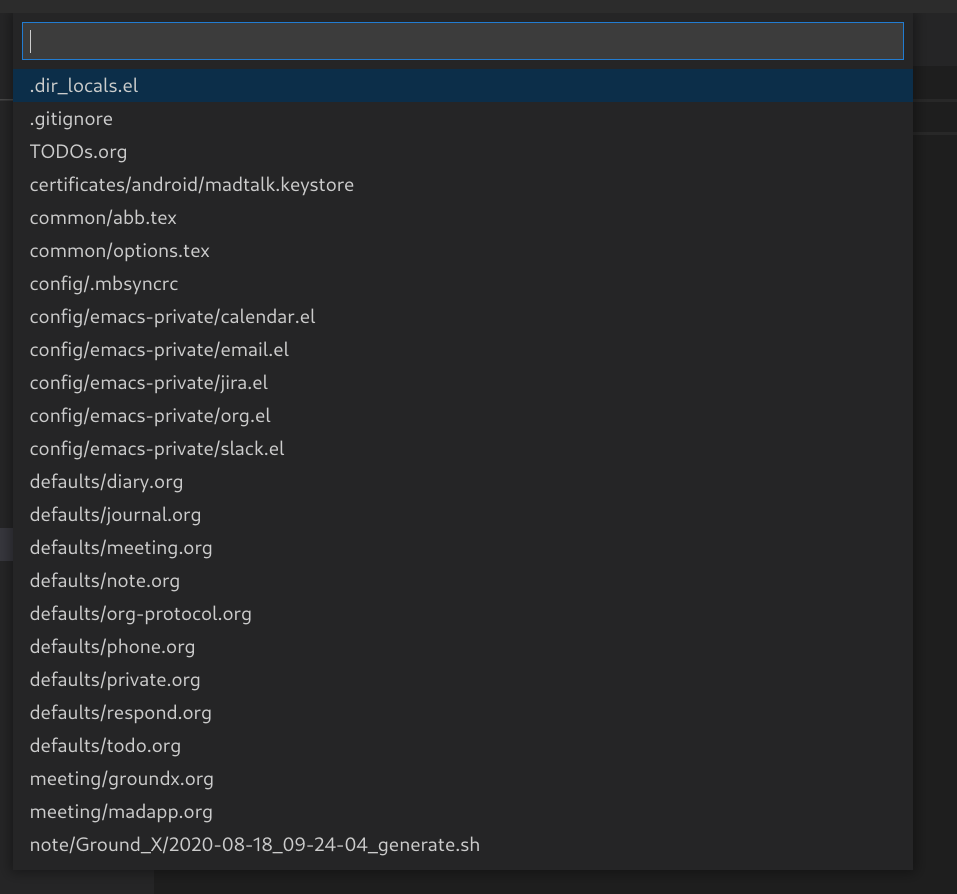 .dir_locals.el
.gitignore
TODOs.org
certificates/android/madtalk.keystore
common/abb.tex
common/options.tex
config/.mbsyncrc
config/emacs-private/calendar.el
config/emacs-private/email.el
config/emacs-private/jira.el
config/emacs-private/org.el
config/emacs-private/slack.el
defaults/diary.org
defaults/journal.org
defaults/meeting.org
defaults/note.org
defaults/org-protocol.org
defaults/phone.org
defaults/private.org
defaults/respond.org
defaults/todo.org
meeting/groundx.org
meeting/madapp.org
note/Ground_X/2020-08-18_09-24-04_generate.sh